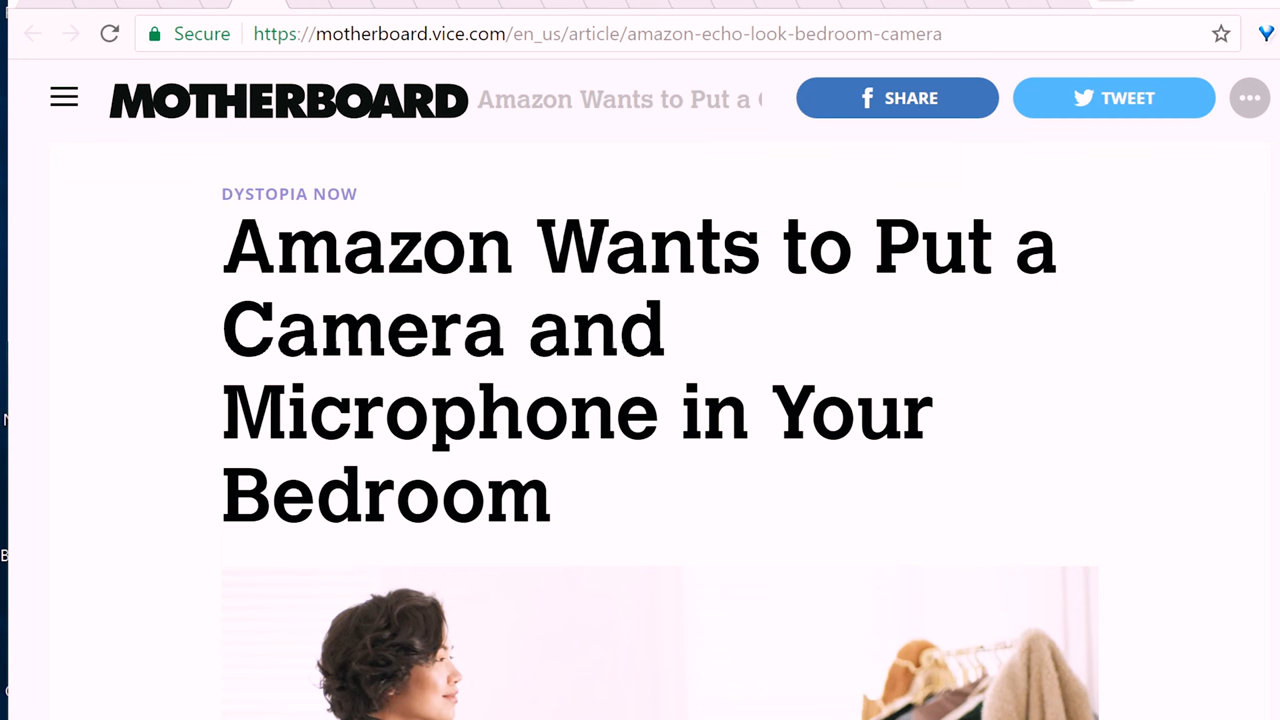 Secure
https://motherboard.vice.com/en_us/article/amazon-echo-look-bedroom-camera
MOTHERBOARD
Amazon Wants to Put a
SHARE
TWEET
DYSTOPIA NOW
Amazon Wants to Put a
Camera and
Microphone in Your
Bedroom